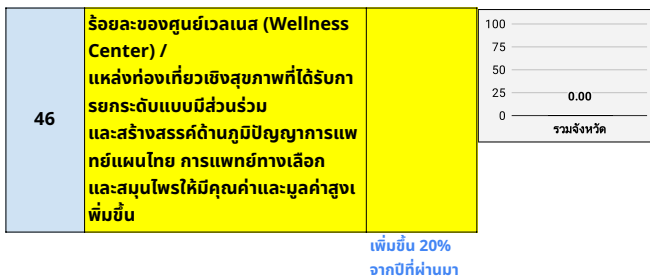 46
ร้อยละของศูนย์เวลเนส (Wellness
Center) /
แหล่งท่องเที่ยวเชิงสุขภาพที่ได้รับกา
รยกระดับแบบมีส่วนร่วม
และสร้างสรรค์ด้านภูมิปัญญาการแพ
ทย์แผนไทย การแพทย์ทางเลือก
และสมุนไพรให้มีคุณค่าและมูลค่าสูงเ
พิ่มขึ้น
เพิ่มขึ้น 20%
จากปีที่ผ่านมา
100
75
50
25
0
0.00
รวมจังหวัด